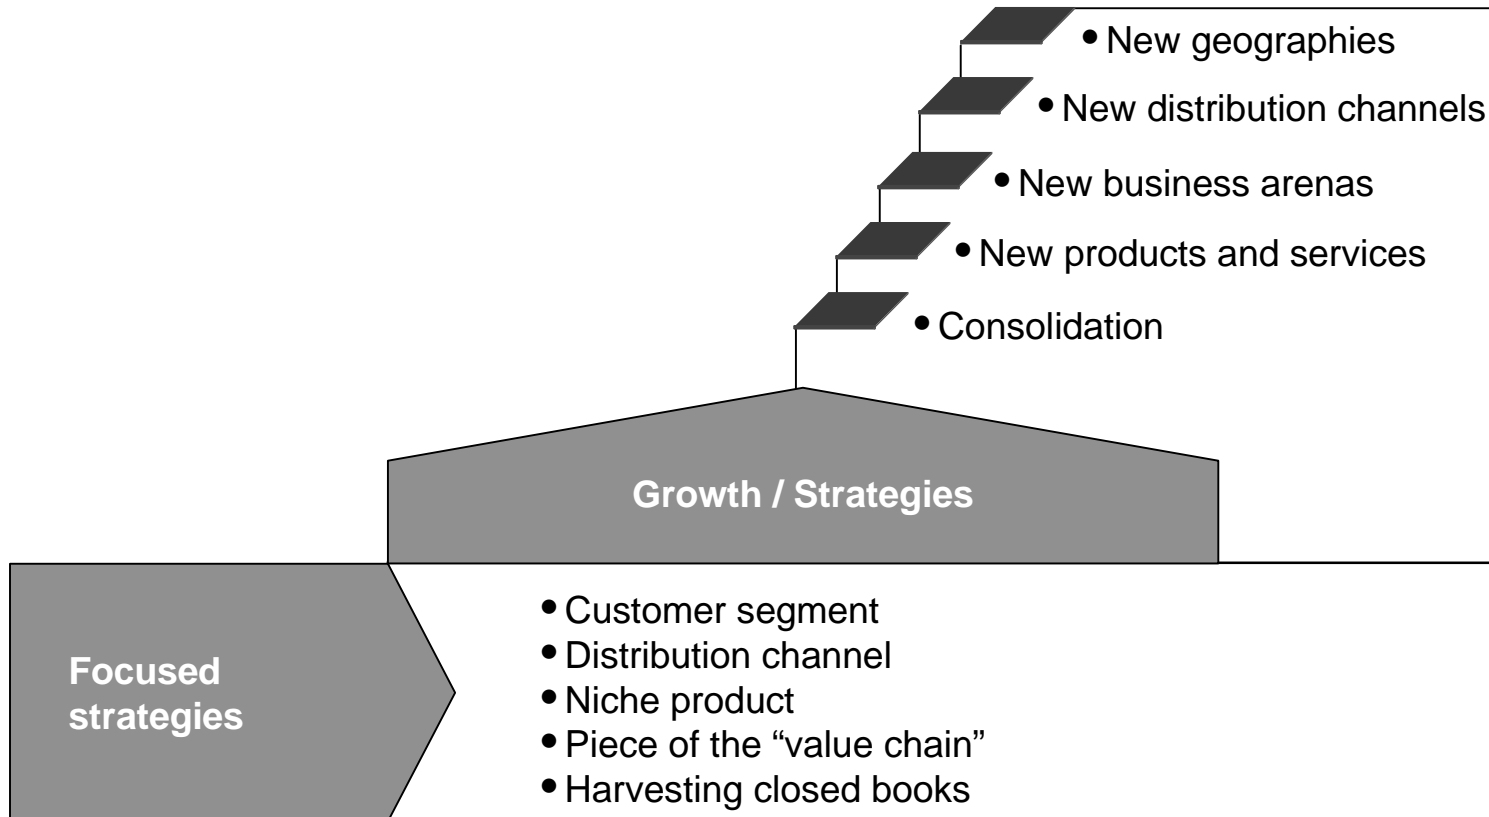 • New geographies
• New distribution channels
• New business arenas
• New products and services
• Consolidation
Growth / Strategies
Focused
strategies
• Customer segment
• Distribution channel
• Niche product
• Piece of the “value chain”
• Harvesting closed books